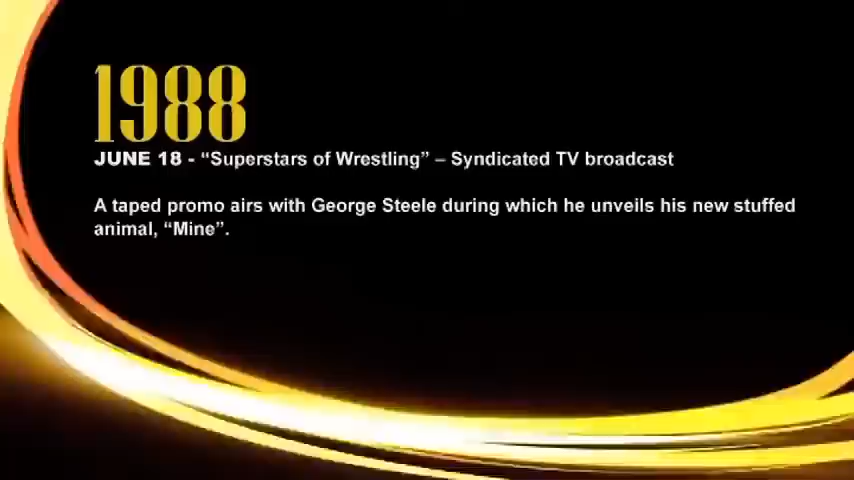 1988
JUNE 18 - “Superstars of Wrestling” – Syndicated TV broadcast
A taped promo airs with George Steele during which he unveils his new stuffed
animal, “Mine”.